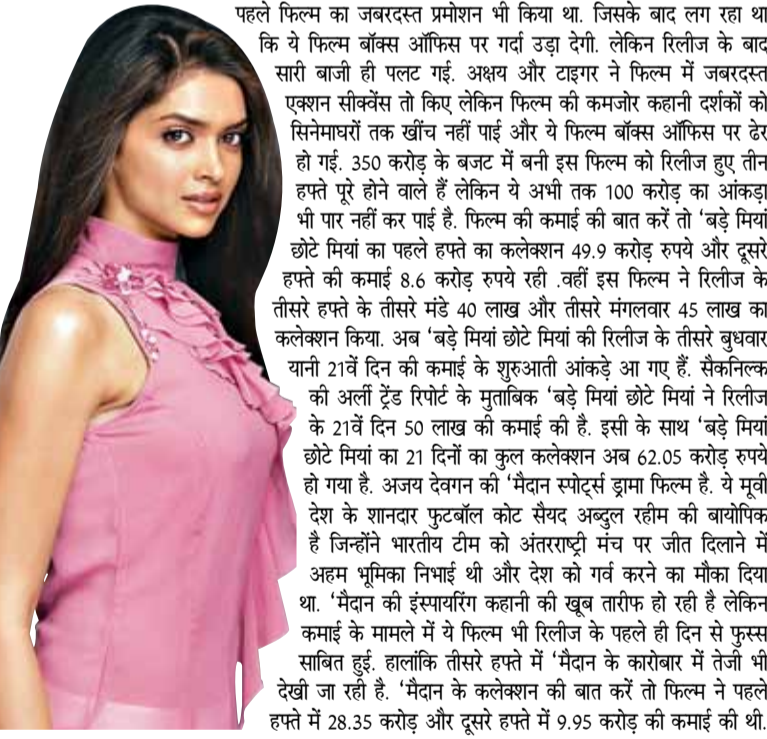 पहले फिल्म का जबरदस्त प्रमोशन भी किया था. जिसके बाद लग रहा था
कि ये फिल्म बॉक्स ऑफिस पर गर्दा उड़ा देगी. लेकिन रिलीज के बाद
सारी बाजी ही पलट गई. अक्षय और टाइगर ने फिल्म में जबरदस्त
एक्शन सीक्वेंस तो किए लेकिन फिल्म की कमजोर कहानी दर्शकों को
सिनेमाघरों तक खींच नहीं पाई और ये फिल्म बॉक्स ऑफिस पर ढेर
हो गई. 350 करोड़ के बजट में बनी इस फिल्म को रिलीज हुए तीन
हफ्ते पूरे होने वाले हैं लेकिन ये अभी तक 100 करोड़ का आंकड़ा
भी पार नहीं कर पाई है. फिल्म की कमाई की बात करें तो ‘बड़े मियां
छोटे मियां का पहले हफ्ते का कलेक्शन 49.9 करोड़ रुपये और दूसरे
हफ्ते की कमाई 8.6 करोड़ रुपये रही .वहीं इस फिल्म ने रिलीज के
तीसरे हफ्ते के तीसरे मंडे 40 लाख और तीसरे मंगलवार 45 लाख का
कलेक्शन किया. अब ‘बड़े मियां छोटे मियां की रिलीज के तीसरे बुधवार
यानी 21वें दिन की कमाई के शुरुआती आंकड़े आ गए हैं. सैकनिल्क
की अर्ली ट्रेंड रिपोर्ट के मुताबिक ‘बड़े मियां छोटे मियां ने रिलीज
के 21वें दिन 50 लाख की कमाई की है. इसी के साथ ‘बड़े मियां
छोटे मियां का 21 दिनों का कुल कलेक्शन अब 62.05 करोड़ रुपये
हो गया है. अजय देवगन की ‘मैदान स्पोर्ट्स ड्रामा फिल्म है. ये मूवी
देश के शानदार फुटबॉल कोट सैयद अब्दुल रहीम की बायोपिक
है जिन्होंने भारतीय टीम को अंतरराष्ट्री मंच पर जीत दिलाने में
अहम भूमिका निभाई थी और देश को गर्व करने का मौका दिया
था. ‘मैदान की इंस्पायरिंग कहानी की खूब तारीफ हो रही है लेकिन
कमाई के मामले में ये फिल्म भी रिलीज के पहले ही दिन से फुस्स
साबित हुई. हालांकि तीसरे हफ्ते में ‘मैदान के कारोबार में तेजी भी
देखी जा रही है. ‘मैदान के कलेक्शन की बात करें तो फिल्म ने पहले
हफ्ते में 28.35 करोड़ और दूसरे हफ्ते में 9.95 करोड़ की कमाई की थी.